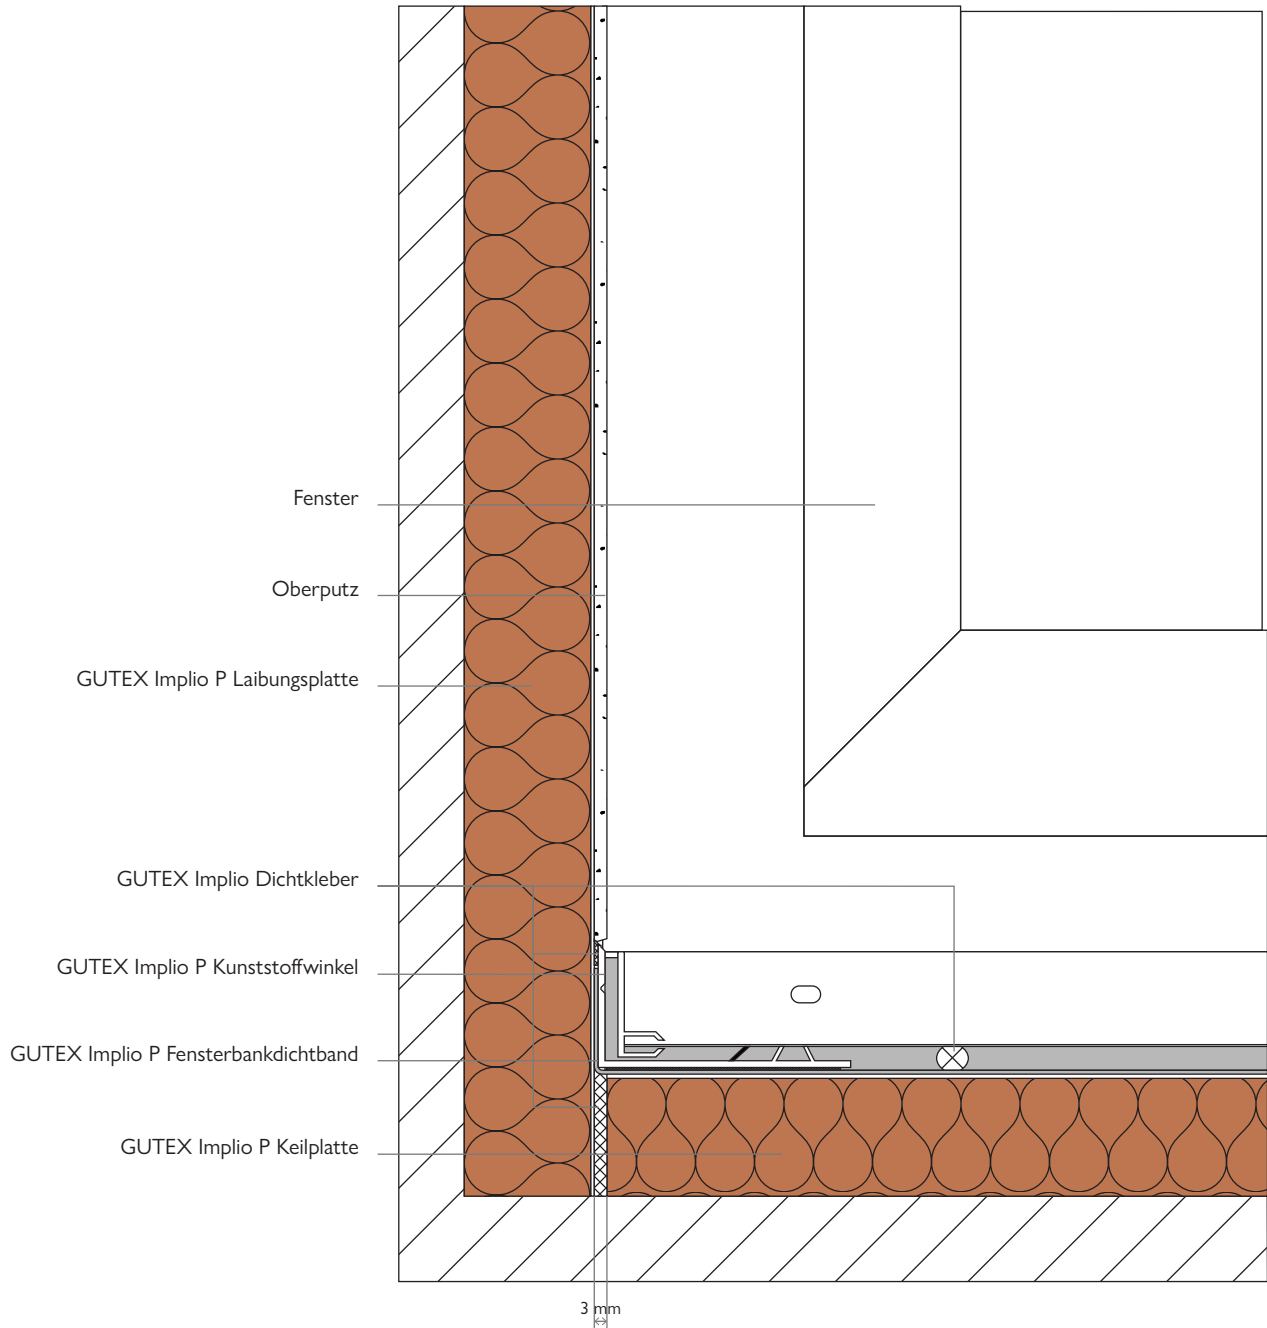 Fenster
Oberputz
GUTEX Implio P Laibungsplatte
GUTEX Implio Dichtkleber
GUTEX Implio P Kunststoffwinkel
GUTEX Implio P Fensterbankdichtband
GUTEX Implio P Keilplatte
3 mm